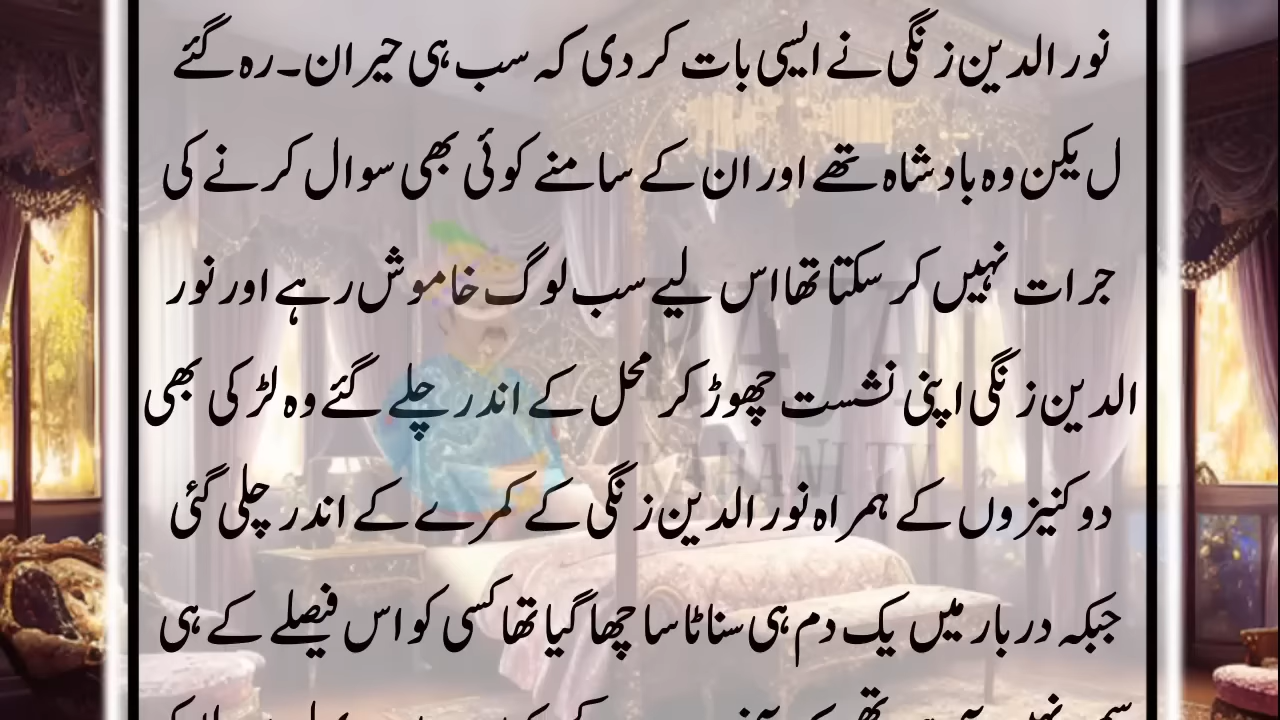 نور الدین زنگی نے ایسی بات کر دی کہ سب ہی حیران۔رہ گئے
ل یکن وہ بادشاہ تھے اور ان کے سامنے کوئی بھی سوال کرنے کی
جرات نہیں کر سکتا تھا اس لیے سب لوگ خاموش رہے اور نور
الدین زنگی اپنی نشست چھوڑ کر محل کے اندر چلے گئے وہ لڑکی بھی
دو کنیزوں کے ہمراہ نور الدین زنگی کے کمرے کے اندر چلی گئی
جبکہ دربار میں یک دم ہی سناٹا سا چھا گیا تھا کسی کو اس فیصلے کے ہی
RAJA
KAHANI TV